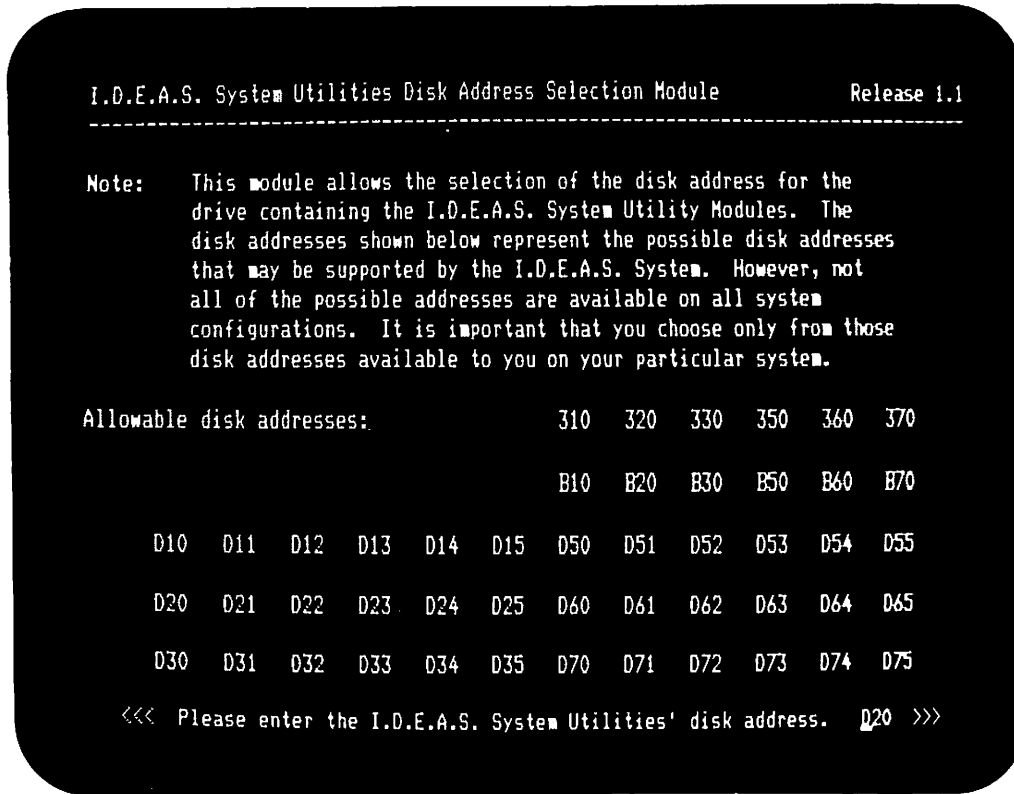 I.D.E.A.S. System Utilities Disk Address Selection Module Release 1.1
--------------------------------------------------------------------------------
Note: This module allows the selection of the disk address for the
drive containing the I.D.E.A.S. System Utility Modules. The
disk addresses shown below represent the possible disk addresses
that may be supported by the I.D.E.A.S. System. However, not
all of the possible addresses are available on all system
configurations. It is important that you choose only from those
disk addresses available to you on your particular system.
Allowable disk addresses: 310 320 330 350 360 370
B10 B20 B30 B50 B60 B70
D10 D11 D12 D13 D14 D15 D50 D51 D52 D53 D54 D55
D20 D21 D22 D23 D24 D25 D60 D61 D62 D63 D64 D65
D30 D31 D32 D33 D34 D35 D70 D71 D72 D73 D74 D75
<<< Please enter the I.D.E.A.S. System Utilities' disk address. D20 >>>